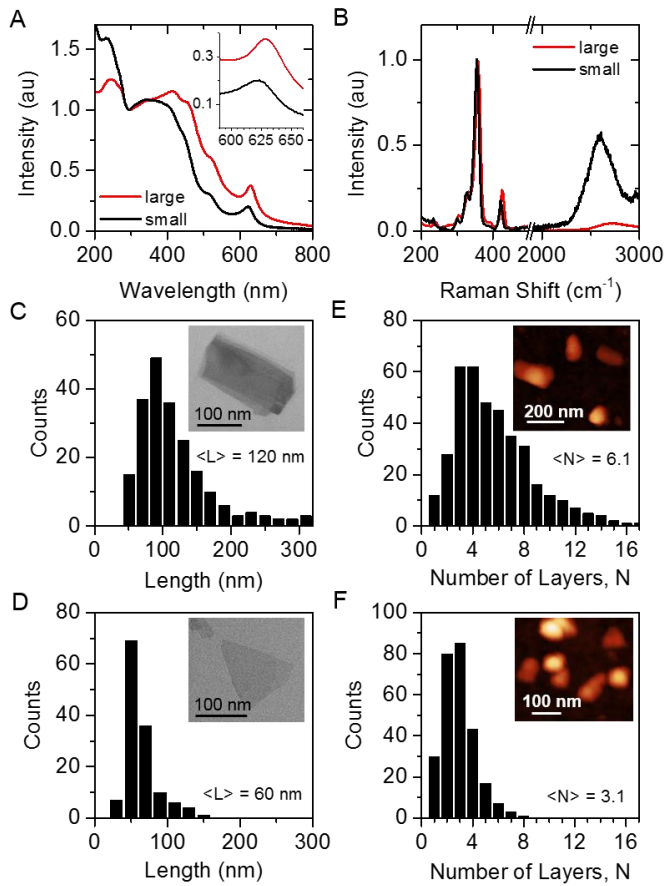 A
Intensity (au)
1.5
1.0
0.5
0.0
200
400
600
800
Wavelength (nm)
large
small
0.3
0.1
600
625
650
B
Intensity (au)
1.0
0.5
0.0
200
300
400
2000
3000
Raman Shift (cm⁻¹)
large
small
C
Counts
60
40
20
0
0
100
200
300
Length (nm)
100 nm
<L> = 120 nm
E
Counts
80
60
40
20
0
0
4
8
12
16
Number of Layers, N
200 nm
<N> = 6.1
D
Counts
80
60
40
20
0
0
100
200
300
Length (nm)
100 nm
<L> = 60 nm
F
Counts
100
80
60
40
20
0
0
4
8
12
16
Number of Layers, N
100 nm
<N> = 3.1